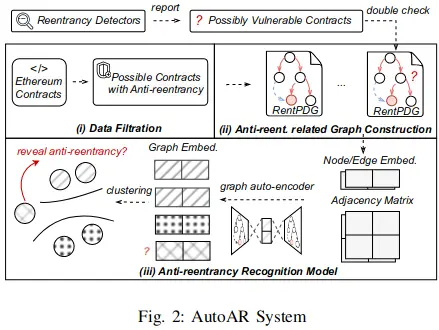 Reentrancy Detectors
report
? Possibly Vulnerable Contracts
double check
</>
Ethereum
Contracts
Possible Contracts
with Anti-reentrancy
(i) Data Filtration
RentPDG
...
?
RentPDG
(ii) Anti-reent. related Graph Construction
reveal anti-reentrancy?
clustering
Graph Embed.
?
graph auto-encoder
Node/Edge Embed.
Adjacency Matrix
(iii) Anti-reentrancy Recognition Model
Fig. 2: AutoAR System